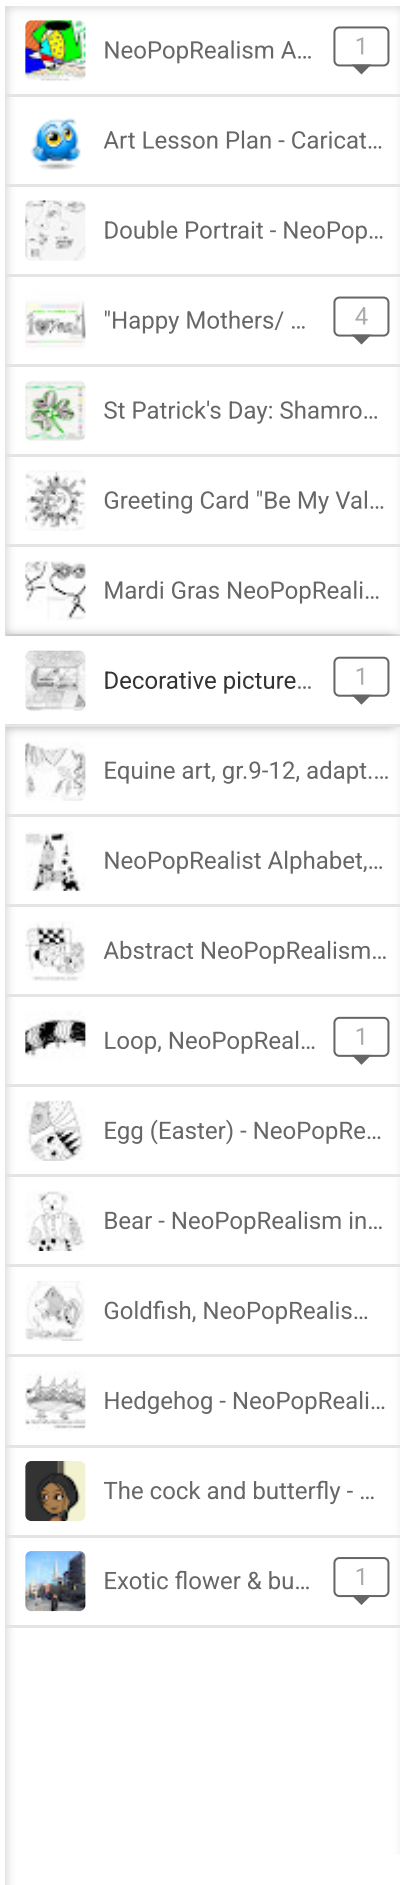 NeoPopRealism A...
1
Art Lesson Plan - Caricat...
Double Portrait - NeoPop...
"Happy Mothers/ ...
4
St Patrick's Day: Shamro...
Greeting Card "Be My Val...
Mardi Gras NeoPopReali...
Decorative picture...
1
Equine art, gr.9-12, adapt....
NeoPopRealist Alphabet,...
Abstract NeoPopRealism...
Loop, NeoPopReal...
1
Egg (Easter) - NeoPopRe...
Bear - NeoPopRealism in...
Goldfish, NeoPopRealis...
Hedgehog - NeoPopReali...
The cock and butterfly - ...
Exotic flower & bu...
1